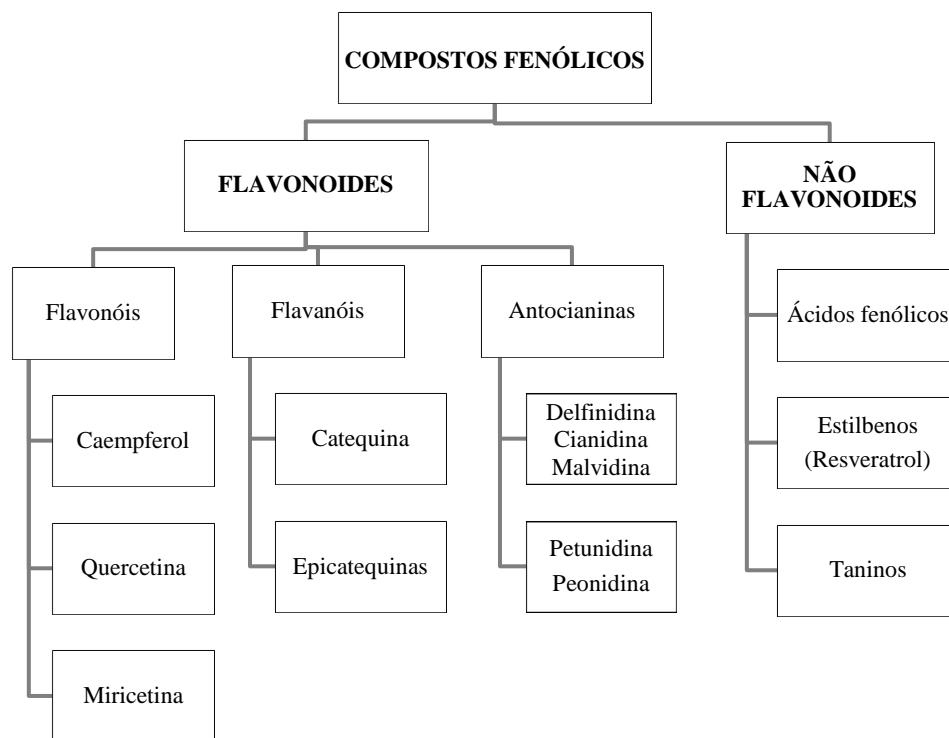 COMPOSTOS FENÓLICOS
FLAVONOIDES
NÃO
FLAVONOIDES
Flavonóis
Flavanóis
Antocianinas
Ácidos fenólicos
Caempferol
Catequina
Delfinidina
Cianidina
Malvidina
Estilbenos
(Resveratrol)
Quercetina
Epicatequinas
Petunidina
Peonidina
Taninos
Miricetina